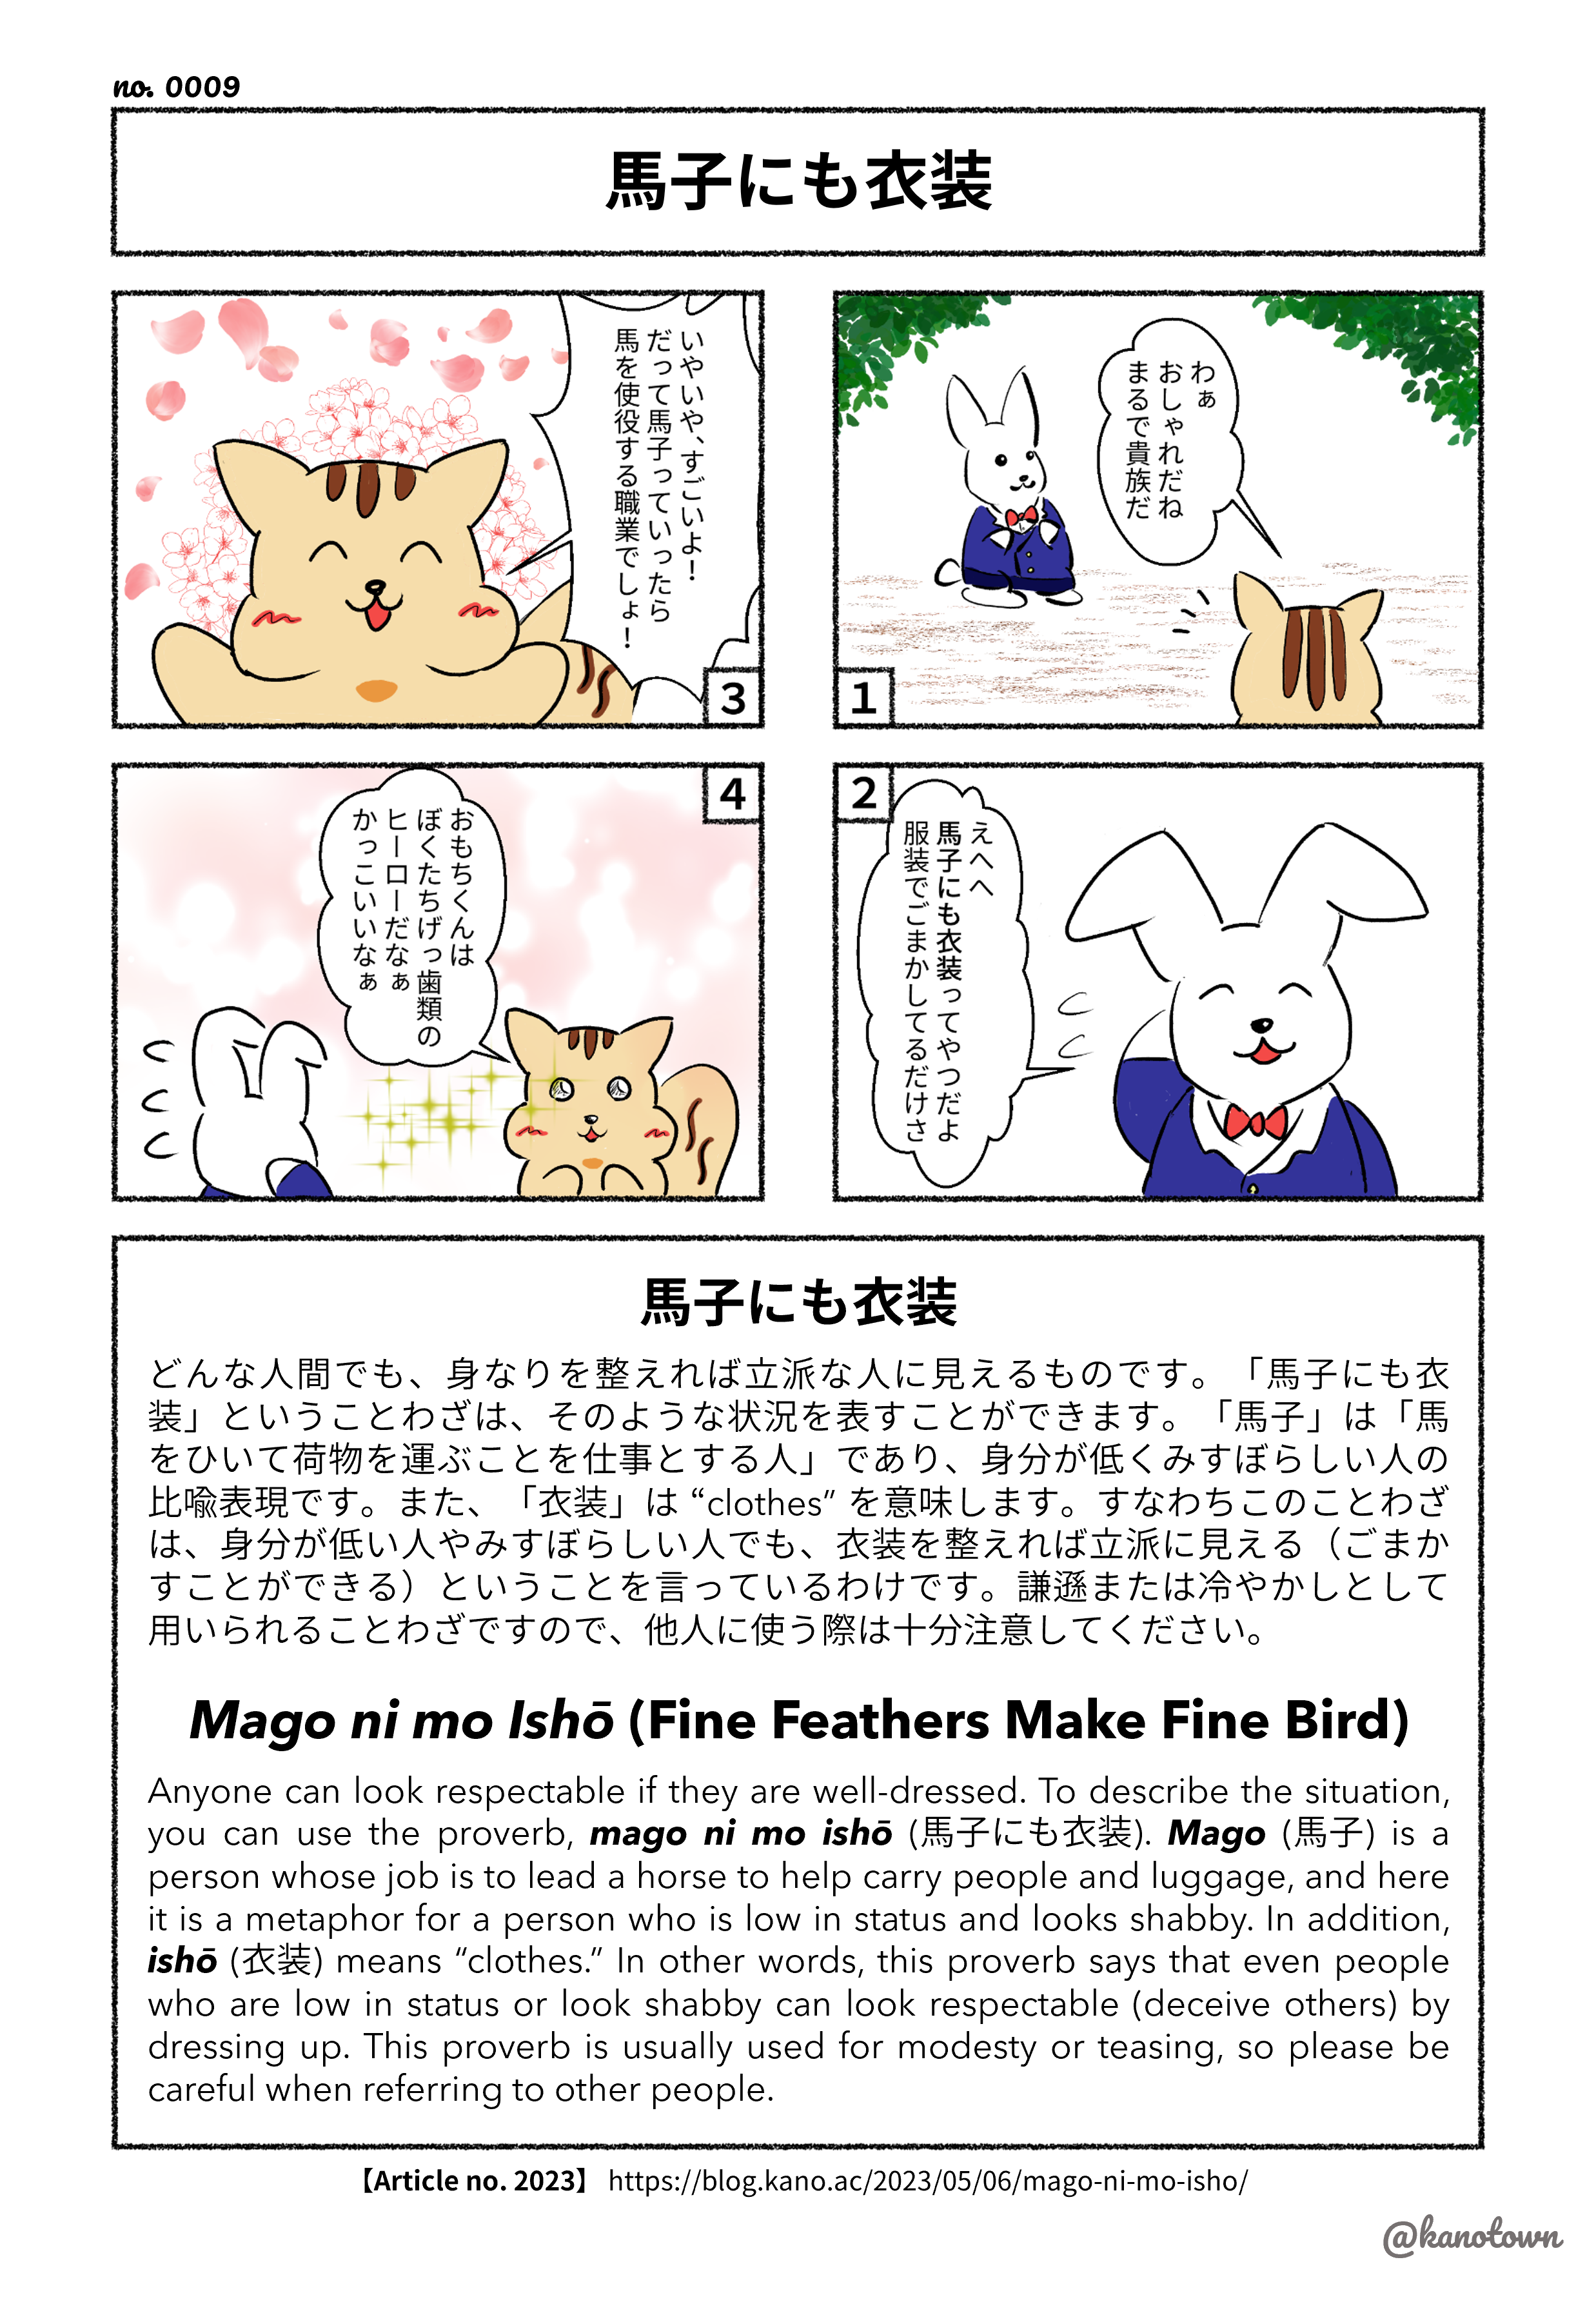 no. 0009
馬子にも衣装
わぁ
おしゃれだね
まるで貴族だ
1
2
えへへ
馬子にも衣装ってやつだよ
服装でごまかしてるだけさ
いやいや、すごいよ！
だって馬子っていったら
馬を使役する職業でしょ！
3
4
おもちくんは
ぼくたちげっ歯類の
ヒーローだなぁ
かっこいいなぁ
馬子にも衣装
どんな人間でも、身なりを整えれば立派な人に見えるものです。「馬子にも衣
装」ということわざは、そのような状況を表すことができます。「馬子」は「馬
をひいて荷物を運ぶことを仕事とする人」であり、身分が低くみすぼらしい人の
比喩表現です。また、「衣装」は “clothes” を意味します。すなわちこのことわざ
は、身分が低い人やみすぼらしい人でも、衣装を整えれば立派に見える（ごまか
すことができる）ということを言っているわけです。謙遜または冷やかしとして
用いられることわざですので、他人に使う際は十分注意してください。
Mago ni mo Ishō (Fine Feathers Make Fine Bird)
Anyone can look respectable if they are well-dressed. To describe the situation,
you can use the proverb, mago ni mo ishō (馬子にも衣装). Mago (馬子) is a
person whose job is to lead a horse to help carry people and luggage, and here
it is a metaphor for a person who is low in status and looks shabby. In addition,
ishō (衣装) means “clothes.” In other words, this proverb says that even people
who are low in status or look shabby can look respectable (deceive others) by
dressing up. This proverb is usually used for modesty or teasing, so please be
careful when referring to other people.
【Article no. 2023】 https://blog.kano.ac/2023/05/06/mago-ni-mo-isho/
@kanotown